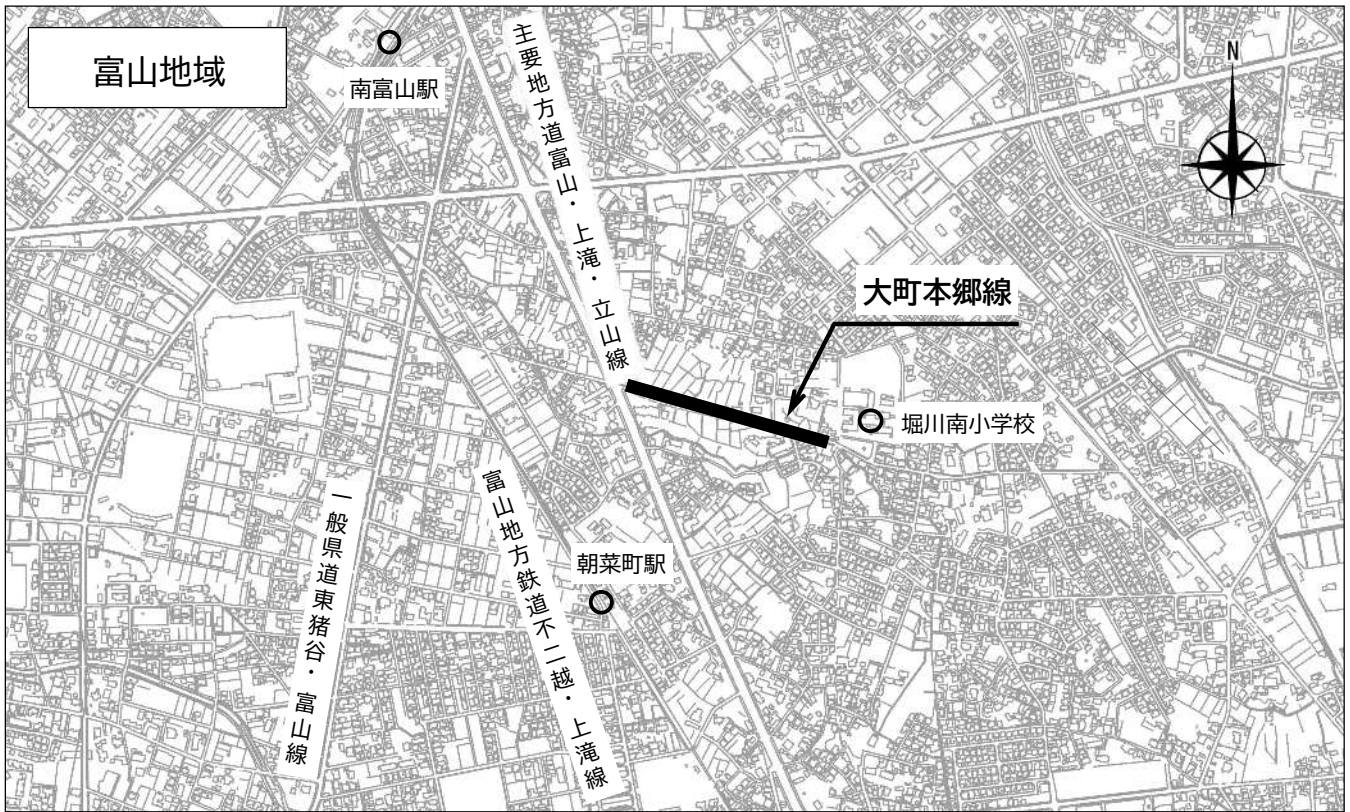 富山地域
南富山駅
主要地方道富山・上滝・立山線
N
大町本郷線
堀川南小学校
一般県道東猪谷・富山線
富山地方鉄道不二越・上滝線
朝菜町駅